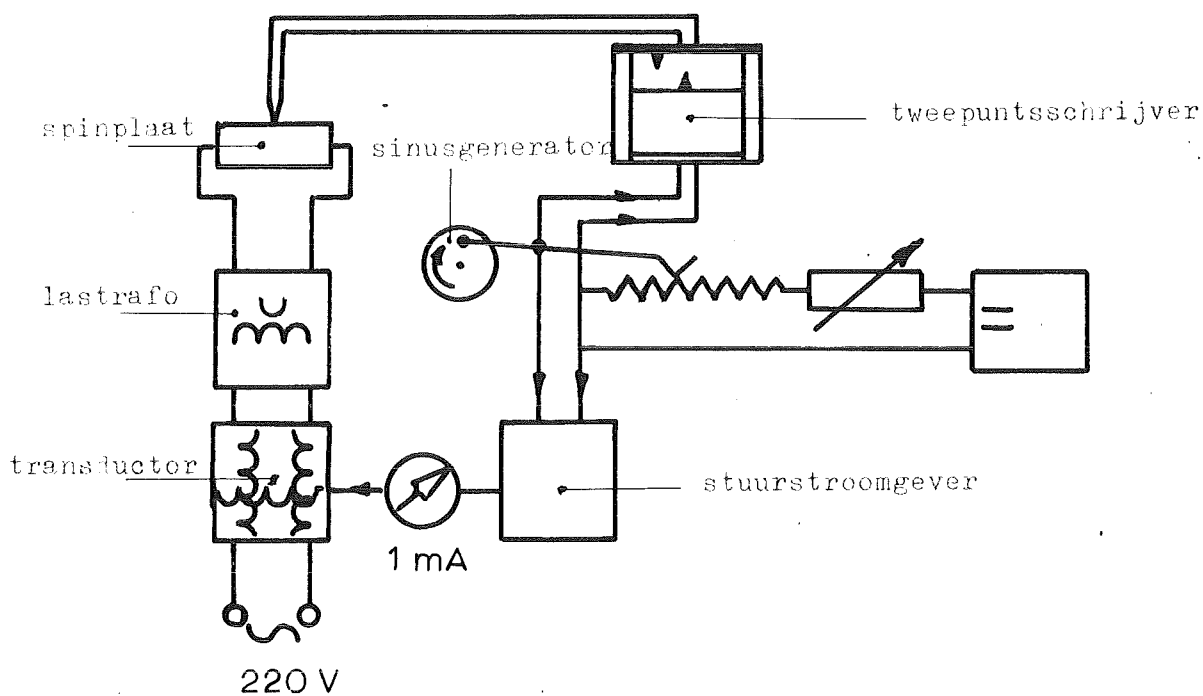 spinplaat
sinusgenerator
tweepuntsschrijver
lastrafo
transductor
stuurstroomgever
1 mA
220 V